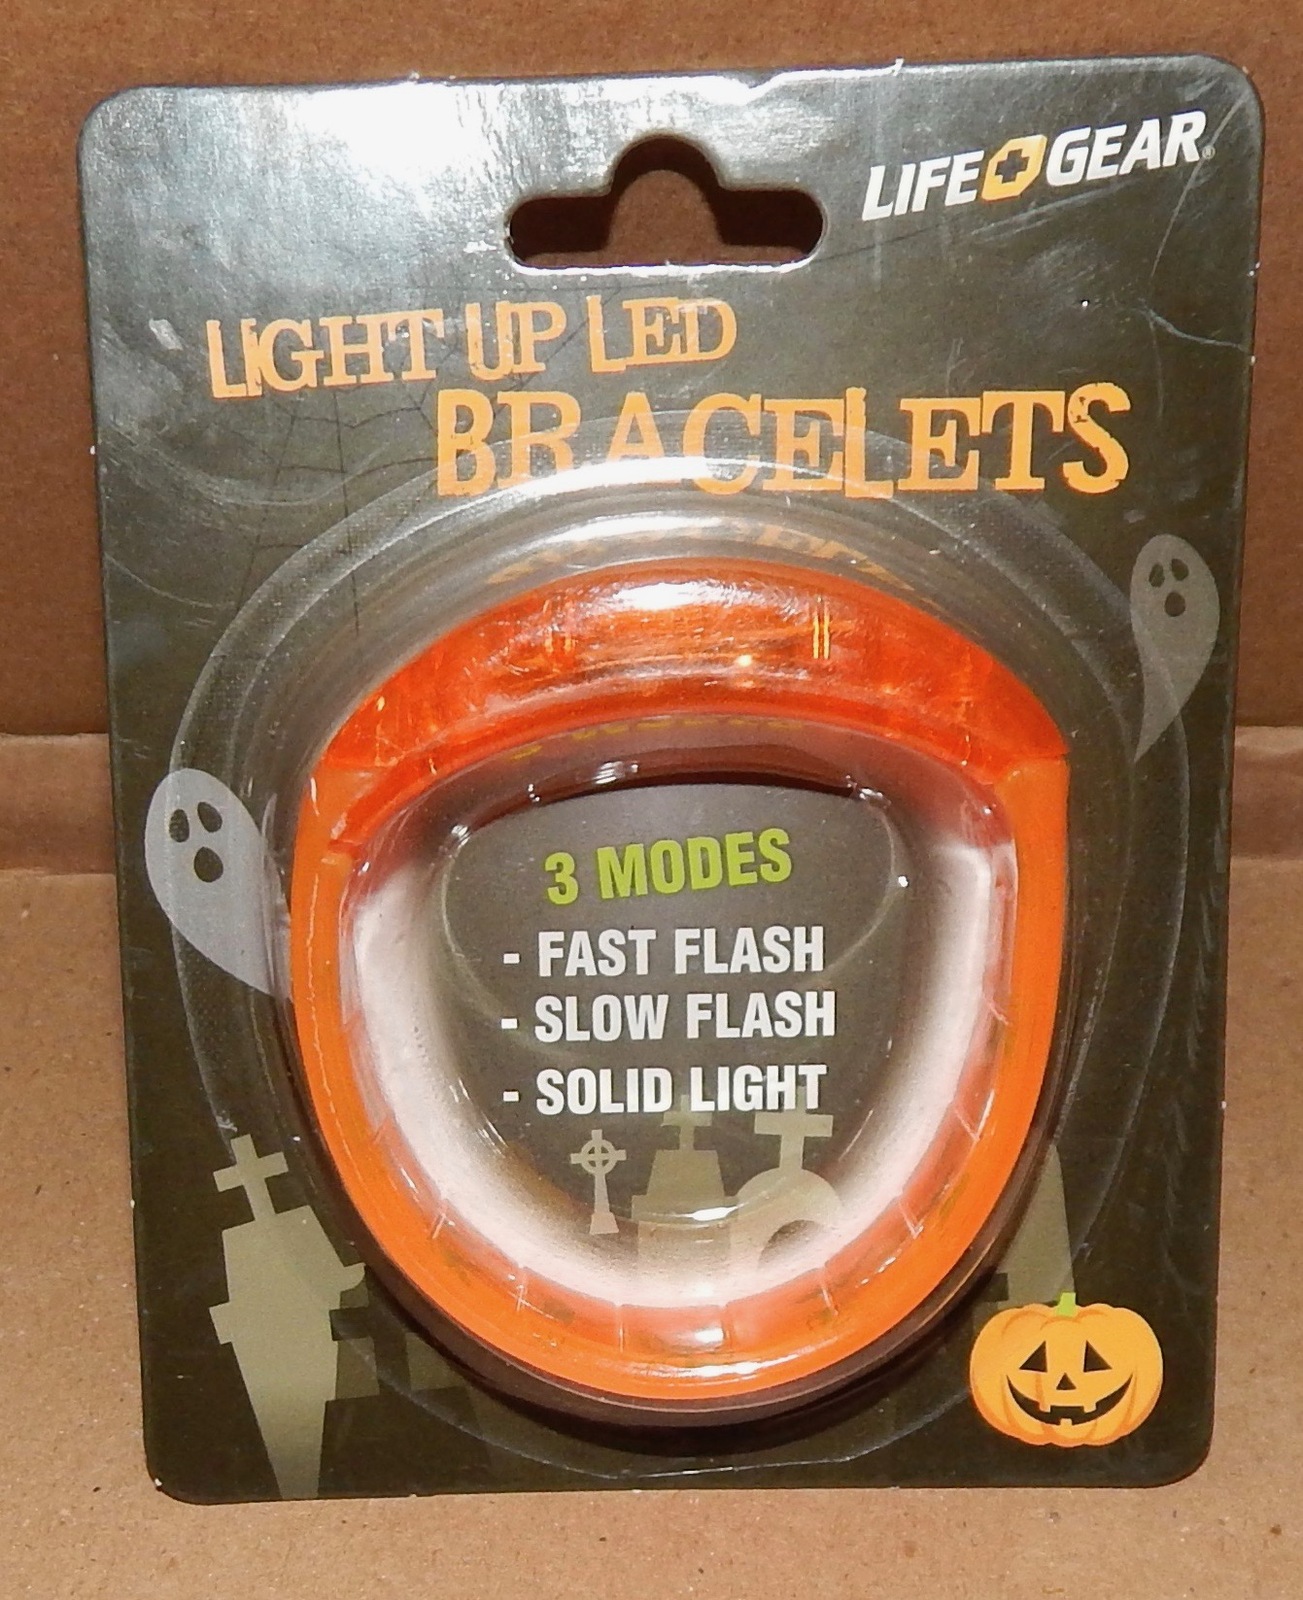 LIFE GEAR®
LIGHT UP LED
BRACELETS
3 MODES
- FAST FLASH
- SLOW FLASH
- SOLID LIGHT